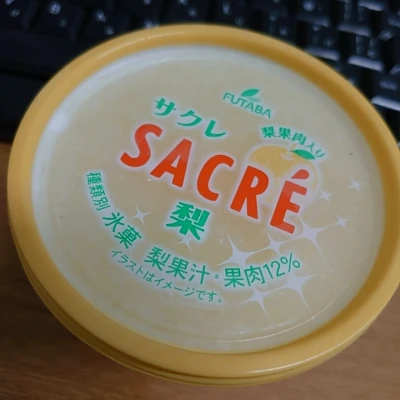 FUTABA
サクレ
梨果肉入り
SACRÉ
梨
種類別 氷菓 梨果汁・果肉12%
イラストはイメージです。